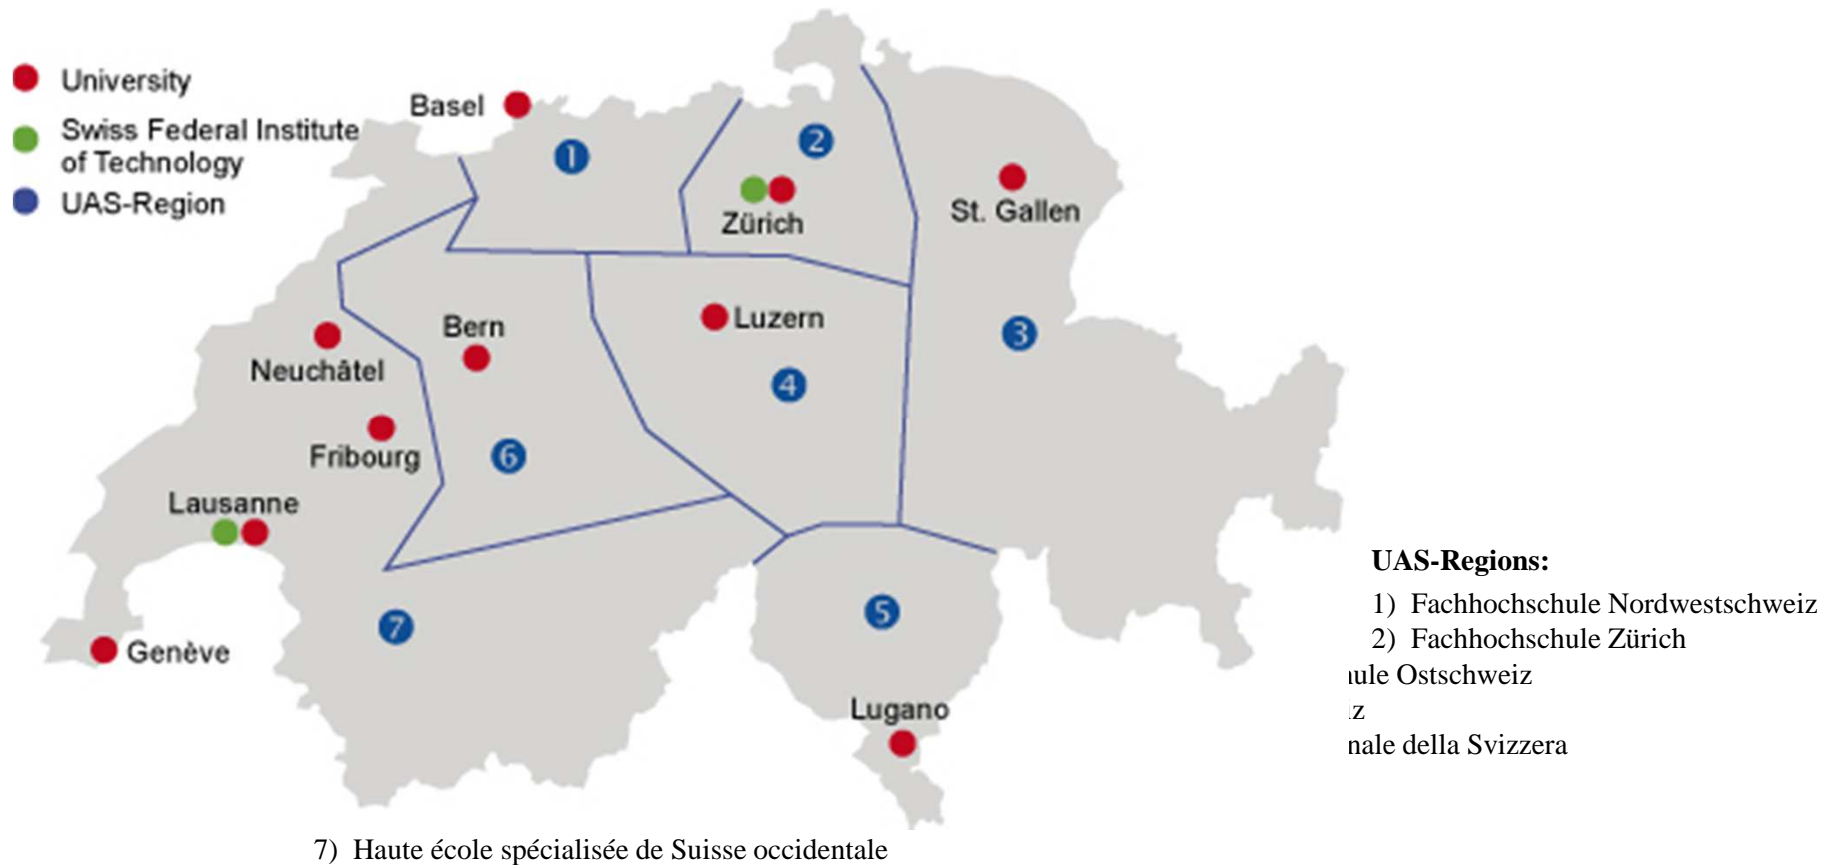 University
Swiss Federal Institute
of Technology
UAS-Region
Basel
1
2
Zürich
St. Gallen
Luzern
3
Bern
Neuchâtel
4
Fribourg
6
Lausanne
5
7
Genève
Lugano
UAS-Regions:
1) Fachhochschule Nordwestschweiz
2) Fachhochschule Zürich
Ostschweiz
della Svizzera
7) Haute école spécialisée de Suisse occidentale